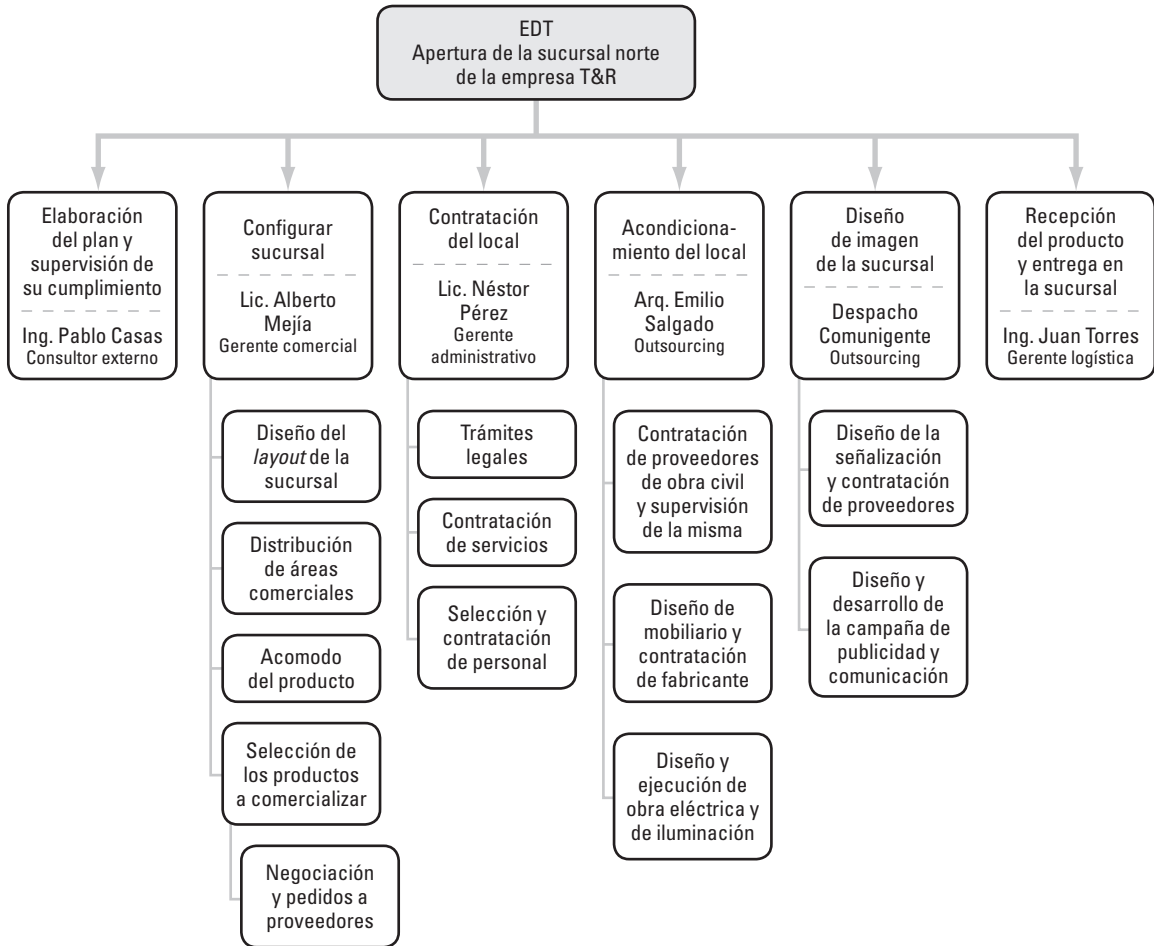 EDT
Apertura de la sucursal norte
de la empresa T&R
Elaboración
del plan y
supervisión de
su cumplimiento
Ing. Pablo Casas
Consultor externo
Configurar
sucursal
Lic. Alberto
Mejía
Gerente comercial
Diseño del
layout de la
sucursal
Distribución
de áreas
comerciales
Acomodo
del producto
Selección de
los productos
a comercializar
Negociación
y pedidos a
proveedores
Contratación
del local
Lic. Néstor
Pérez
Gerente
administrativo
Trámites
legales
Contratación
de servicios
Selección y
contratación
de personal
Acondiciona-
miento del local
Arq. Emilio
Salgado
Outsourcing
Contratación
de proveedores
de obra civil
y supervisión
de la misma
Diseño de
mobiliario y
contratación
de fabricante
Diseño y
ejecución de
obra eléctrica y
de iluminación
Diseño
de imagen
de la sucursal
Despacho
Comunigente
Outsourcing
Diseño de la
señalización
y contratación
de proveedores
Diseño y
desarrollo de
la campaña de
publicidad y
comunicación
Recepción
del producto
y entrega en
la sucursal
Ing. Juan Torres
Gerente logística